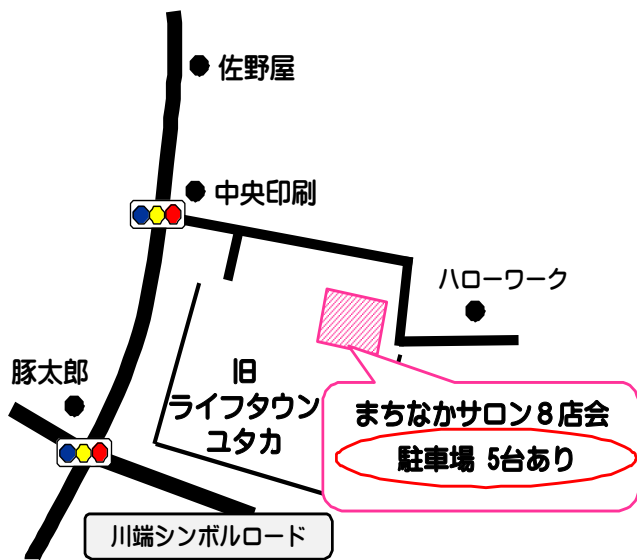 佐野屋
中央印刷
ハローワーク
豚太郎
旧
ライフタウン
ユタカ
まちなかサロン８店会
駐車場 5台あり
川端シンボルロード